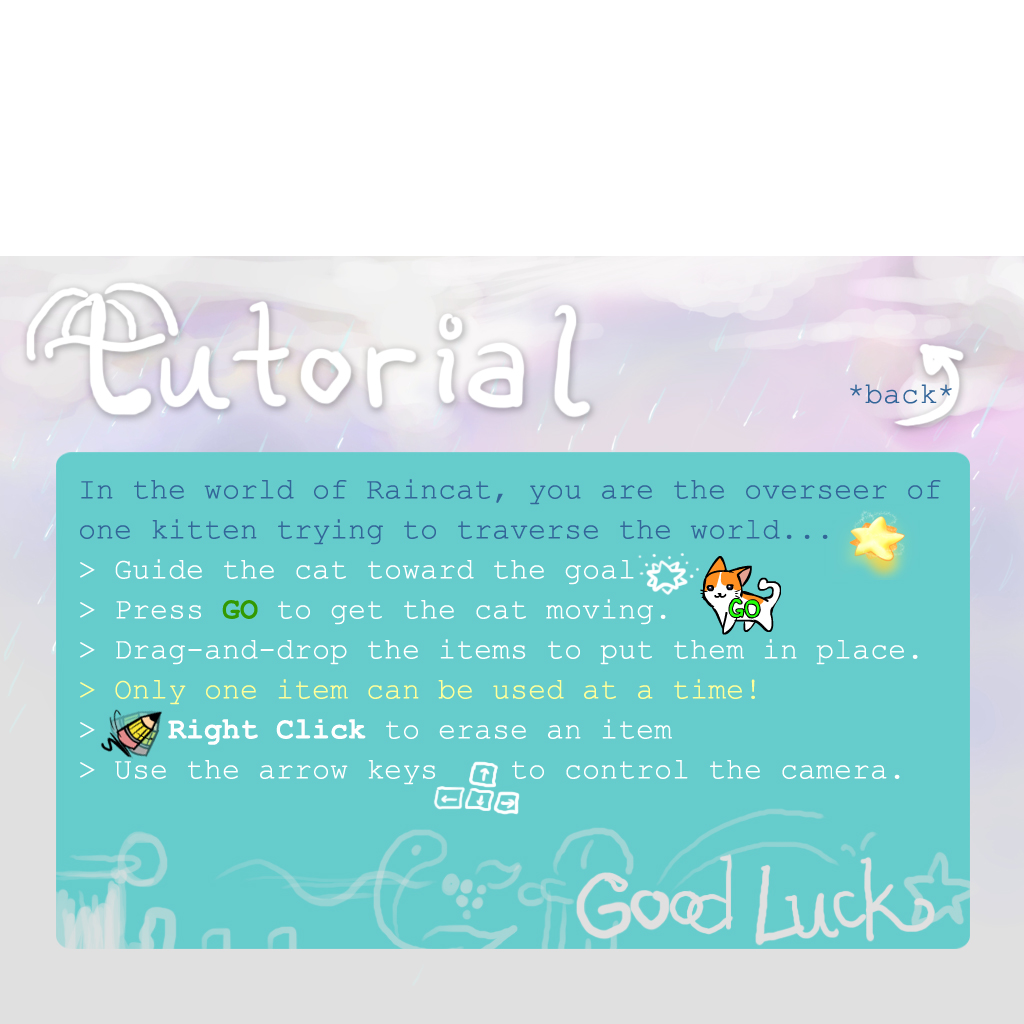 Tutorial
*back*
In the world of Raincat, you are the overseer of
one kitten trying to traverse the world...
> Guide the cat toward the goal
> Press GO to get the cat moving.
GO
> Drag-and-drop the items to put them in place.
> Only one item can be used at a time!
> Right Click to erase an item
> Use the arrow keys to control the camera.
Good Luck